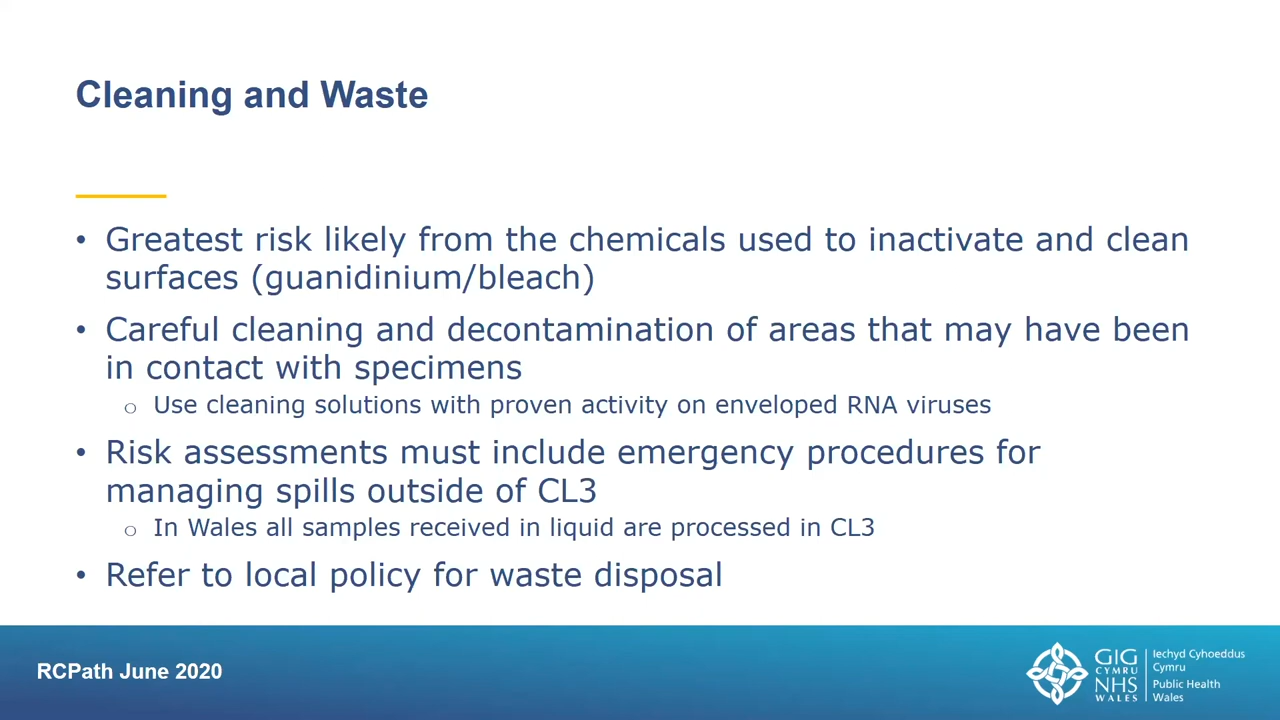 Cleaning and Waste
• Greatest risk likely from the chemicals used to inactivate and clean
surfaces (guanidinium/bleach)
• Careful cleaning and decontamination of areas that may have been
in contact with specimens
o Use cleaning solutions with proven activity on enveloped RNA viruses
• Risk assessments must include emergency procedures for
managing spills outside of CL3
o In Wales all samples received in liquid are processed in CL3
• Refer to local policy for waste disposal
RCPath June 2020
GIG
CYMRU
NHS
WALES
Iechyd Cyhoeddus
Cymru
Public Health
Wales